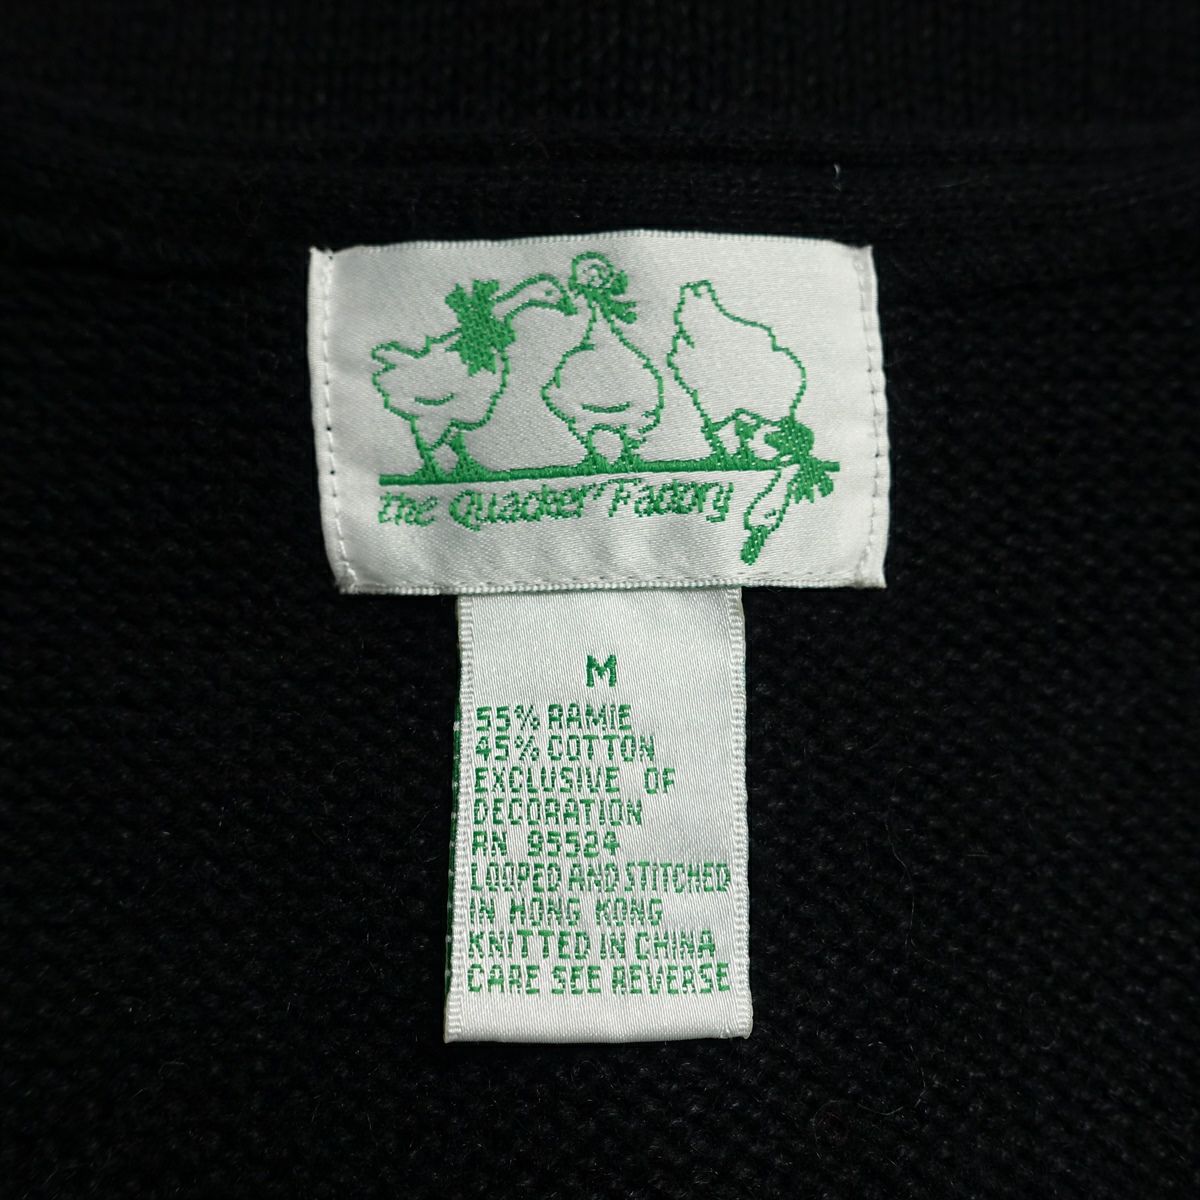 the Quacker Factory
M
55% RAMIE
45% COTTON
EXCLUSIVE OF
DECORATION
RN 95524
LOOPED AND STITCHED
IN HONG KONG
KNITTED IN CHINA
CARE SEE REVERSE